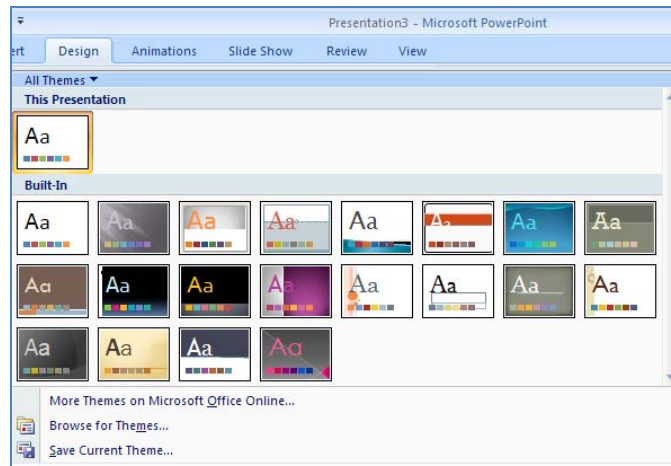 Presentation3 - Microsoft PowerPoint
ert Design Animations Slide Show Review View
All Themes
This Presentation
Aa
Built-In
Aa Aa Aa Aa Aa Aa Aa Aa
Aa Aa Aa Aa Aa Aa Aa Aa
Aa Aa Aa Aa
More Themes on Microsoft Office Online...
Browse for Themes...
Save Current Theme...